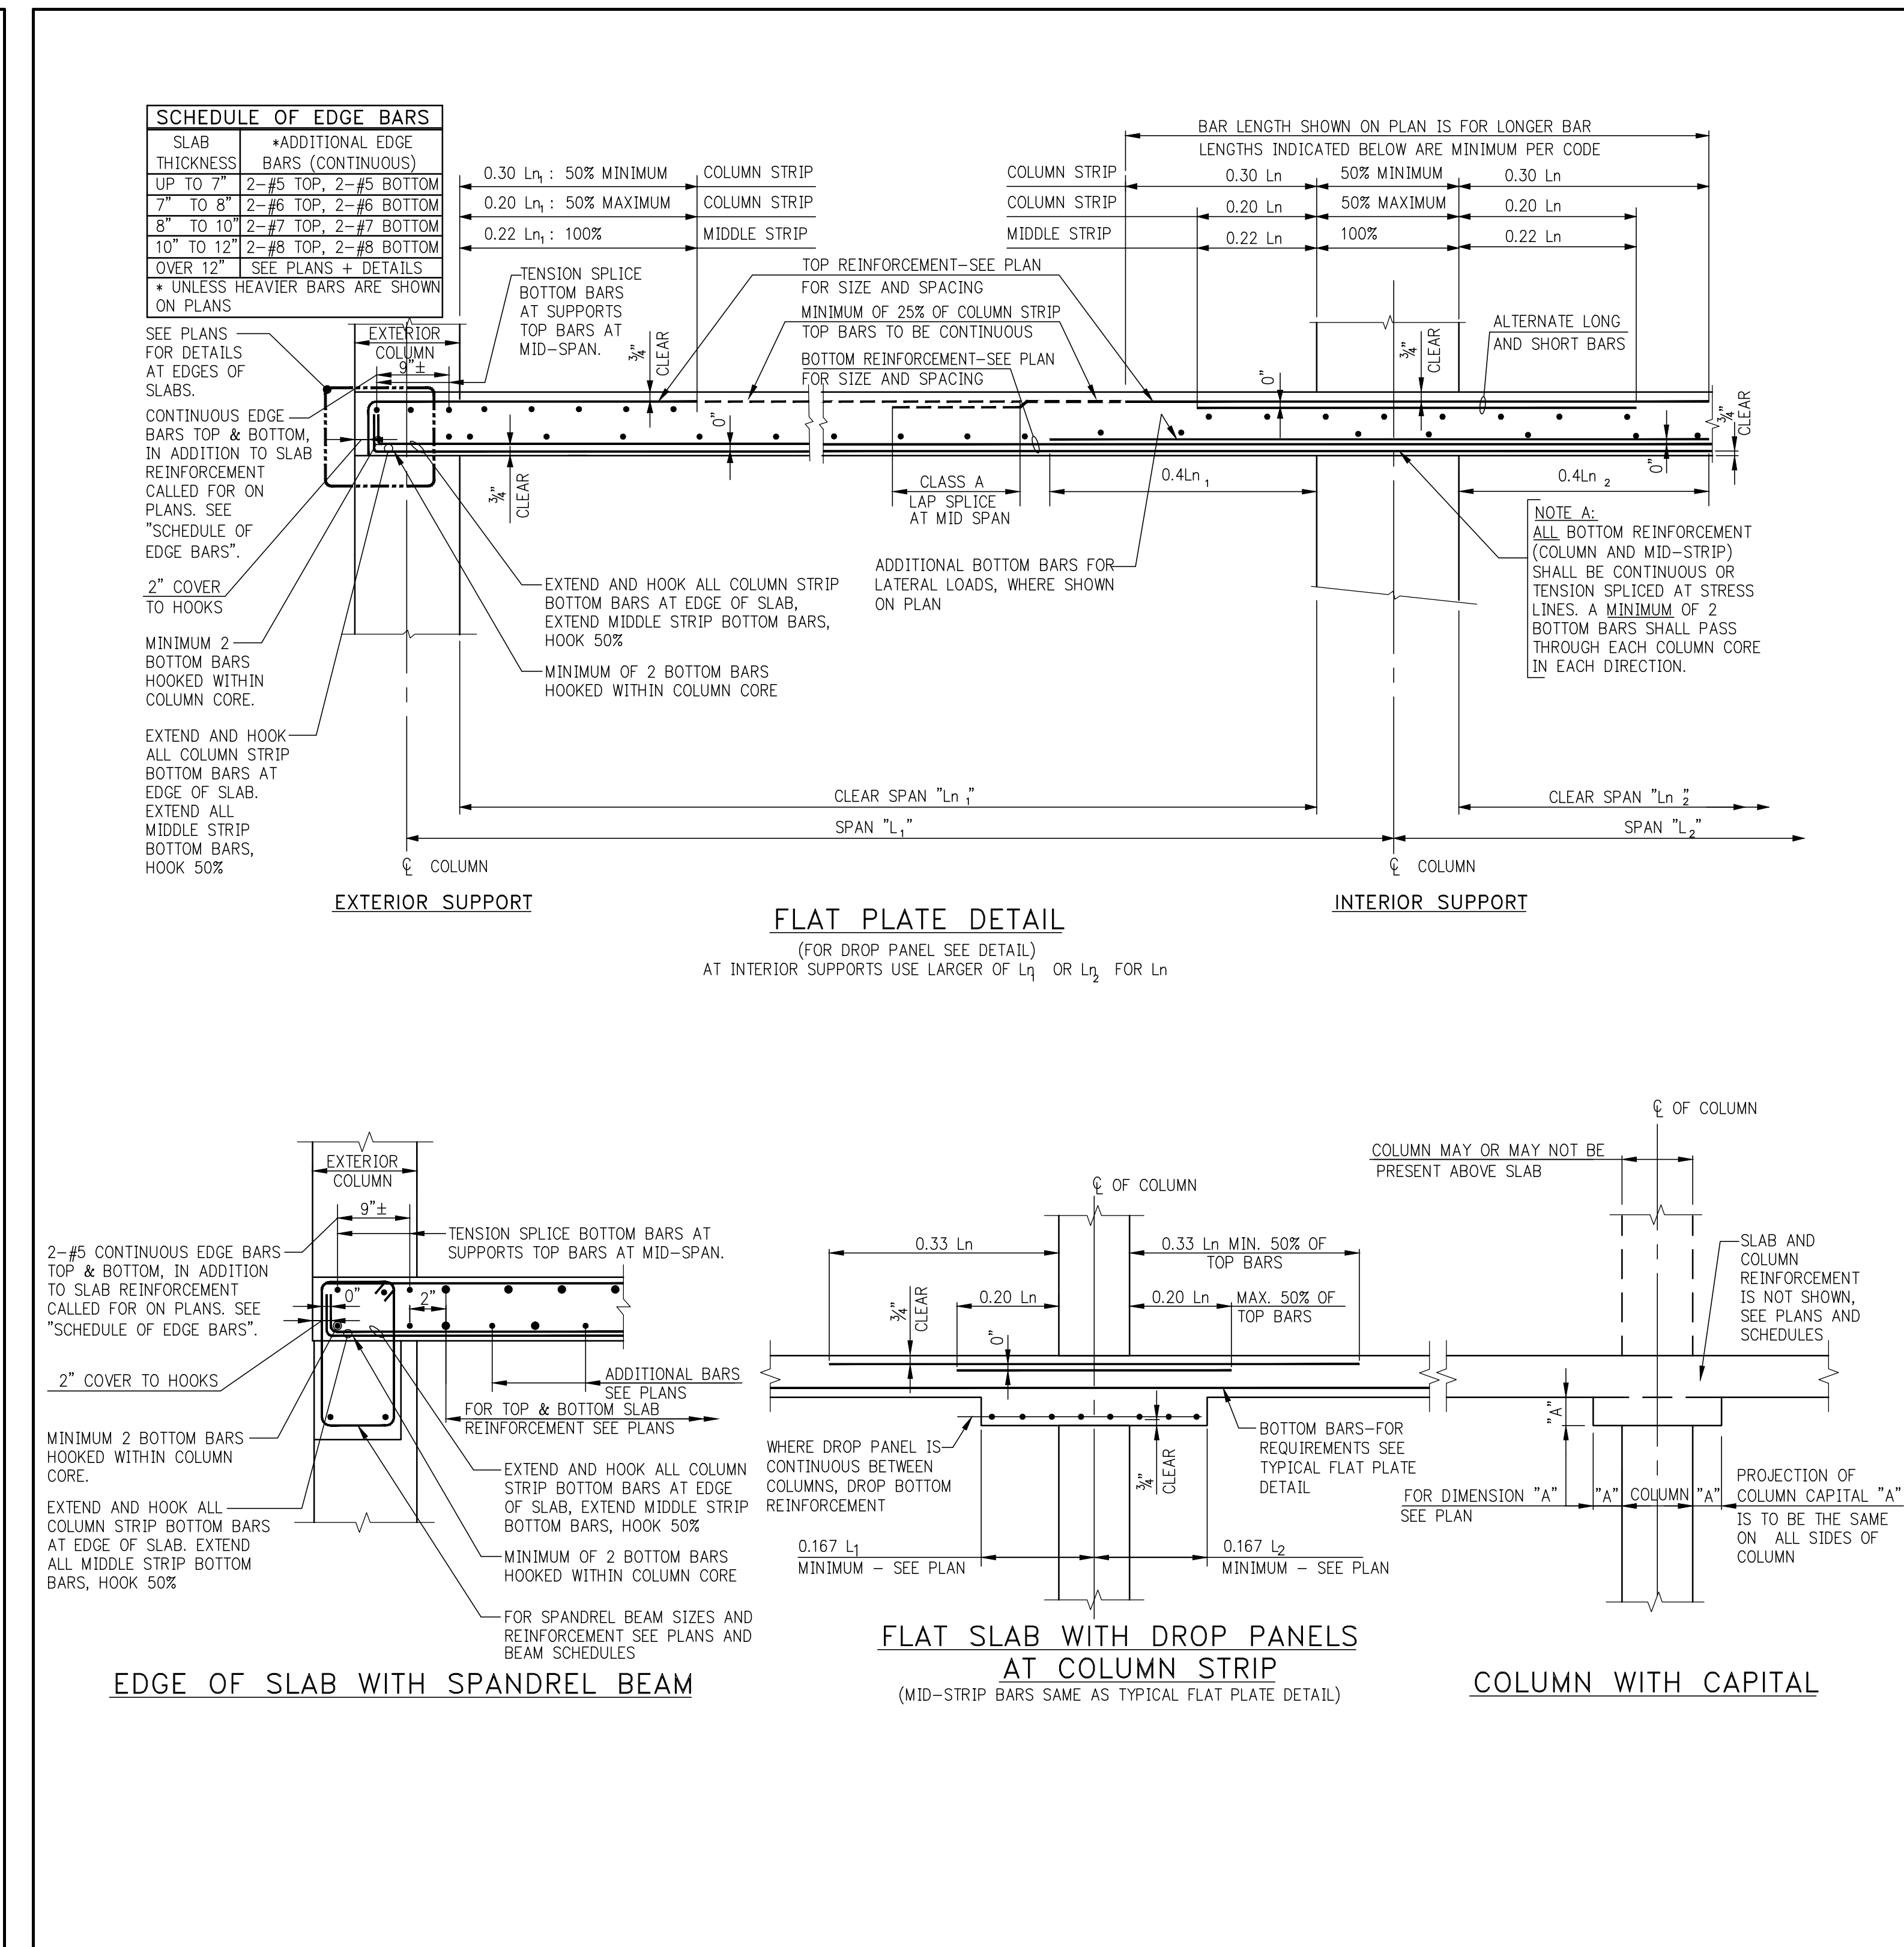 SCHEDULE OF EDGE BARS
SLAB THICKNESS | *ADDITIONAL EDGE BARS (CONTINUOUS)
UP TO 7" | 2-#5 TOP, 2-#5 BOTTOM
7" TO 8" | 2-#6 TOP, 2-#6 BOTTOM
8" TO 10" | 2-#7 TOP, 2-#7 BOTTOM
10" TO 12" | 2-#8 TOP, 2-#8 BOTTOM
OVER 12" | SEE PLANS + DETAILS
* UNLESS HEAVIER BARS ARE SHOWN
ON PLANS
0.30 Ln₁ : 50% MINIMUM COLUMN STRIP
0.20 Ln₁ : 50% MAXIMUM COLUMN STRIP
0.22 Ln₁ : 100% MIDDLE STRIP
BAR LENGTH SHOWN ON PLAN IS FOR LONGER BAR
LENGTHS INDICATED BELOW ARE MINIMUM PER CODE
COLUMN STRIP 0.30 Ln 50% MINIMUM 0.30 Ln
COLUMN STRIP 0.20 Ln 50% MAXIMUM 0.20 Ln
MIDDLE STRIP 0.22 Ln 100% 0.22 Ln
TENSION SPLICE
BOTTOM BARS
AT SUPPORTS
TOP BARS AT
MID-SPAN.
TOP REINFORCEMENT-SEE PLAN
FOR SIZE AND SPACING
MINIMUM OF 25% OF COLUMN STRIP
TOP BARS TO BE CONTINUOUS
BOTTOM REINFORCEMENT-SEE PLAN
FOR SIZE AND SPACING
ALTERNATE LONG
AND SHORT BARS
SEE PLANS
FOR DETAILS
AT EDGES OF
SLABS.
EXTERIOR
COLUMN
9"±
¾"
CLEAR
¾"
CLEAR
0"
0"
0"
¾"
CLEAR
¾"
CLEAR
CONTINUOUS EDGE
BARS TOP & BOTTOM,
IN ADDITION TO SLAB
REINFORCEMENT
CALLED FOR ON
PLANS. SEE
"SCHEDULE OF
EDGE BARS".
2" COVER
TO HOOKS
MINIMUM 2
BOTTOM BARS
HOOKED WITHIN
COLUMN CORE.
EXTEND AND HOOK
ALL COLUMN STRIP
BOTTOM BARS AT
EDGE OF SLAB.
EXTEND ALL
MIDDLE STRIP
BOTTOM BARS,
HOOK 50%
EXTEND AND HOOK ALL COLUMN STRIP
BOTTOM BARS AT EDGE OF SLAB,
EXTEND MIDDLE STRIP BOTTOM BARS,
HOOK 50%
MINIMUM OF 2 BOTTOM BARS
HOOKED WITHIN COLUMN CORE
CLASS A
LAP SPLICE
AT MID SPAN
0.4Ln ₁
0.4Ln ₂
ADDITIONAL BOTTOM BARS FOR
LATERAL LOADS, WHERE SHOWN
ON PLAN
NOTE A:
ALL BOTTOM REINFORCEMENT
(COLUMN AND MID-STRIP)
SHALL BE CONTINUOUS OR
TENSION SPLICED AT STRESS
LINES. A MINIMUM OF 2
BOTTOM BARS SHALL PASS
THROUGH EACH COLUMN CORE
IN EACH DIRECTION.
CLEAR SPAN "Ln ₁"
CLEAR SPAN "Ln ₂"
SPAN "L₁"
SPAN "L₂"
℄ COLUMN
℄ COLUMN
EXTERIOR SUPPORT
INTERIOR SUPPORT
FLAT PLATE DETAIL
(FOR DROP PANEL SEE DETAIL)
AT INTERIOR SUPPORTS USE LARGER OF Ln₁ OR Ln₂ FOR Ln
EXTERIOR
COLUMN
9"±
TENSION SPLICE BOTTOM BARS AT
SUPPORTS TOP BARS AT MID-SPAN.
2-#5 CONTINUOUS EDGE BARS
TOP & BOTTOM, IN ADDITION
TO SLAB REINFORCEMENT
CALLED FOR ON PLANS. SEE
"SCHEDULE OF EDGE BARS".
0"
2"
2" COVER TO HOOKS
MINIMUM 2 BOTTOM BARS
HOOKED WITHIN COLUMN
CORE.
EXTEND AND HOOK ALL
COLUMN STRIP BOTTOM BARS
AT EDGE OF SLAB. EXTEND
ALL MIDDLE STRIP BOTTOM
BARS, HOOK 50%
ADDITIONAL BARS
SEE PLANS
FOR TOP & BOTTOM SLAB
REINFORCEMENT SEE PLANS
EXTEND AND HOOK ALL COLUMN
STRIP BOTTOM BARS AT EDGE
OF SLAB, EXTEND MIDDLE STRIP
BOTTOM BARS, HOOK 50%
MINIMUM OF 2 BOTTOM BARS
HOOKED WITHIN COLUMN CORE
FOR SPANDREL BEAM SIZES AND
REINFORCEMENT SEE PLANS AND
BEAM SCHEDULES
EDGE OF SLAB WITH SPANDREL BEAM
℄ OF COLUMN
0.33 Ln
0.33 Ln MIN. 50% OF
TOP BARS
0.20 Ln
0.20 Ln
MAX. 50% OF
TOP BARS
¾"
CLEAR
0"
WHERE DROP PANEL IS
CONTINUOUS BETWEEN
COLUMNS, DROP BOTTOM
REINFORCEMENT
¾"
CLEAR
BOTTOM BARS-FOR
REQUIREMENTS SEE
TYPICAL FLAT PLATE
DETAIL
0.167 L₁
MINIMUM - SEE PLAN
0.167 L₂
MINIMUM - SEE PLAN
FLAT SLAB WITH DROP PANELS
AT COLUMN STRIP
(MID-STRIP BARS SAME AS TYPICAL FLAT PLATE DETAIL)
℄ OF COLUMN
COLUMN MAY OR MAY NOT BE
PRESENT ABOVE SLAB
SLAB AND
COLUMN
REINFORCEMENT
IS NOT SHOWN,
SEE PLANS AND
SCHEDULES
"A"
FOR DIMENSION "A"
SEE PLAN
"A" COLUMN "A"
PROJECTION OF
COLUMN CAPITAL "A"
IS TO BE THE SAME
ON ALL SIDES OF
COLUMN
COLUMN WITH CAPITAL